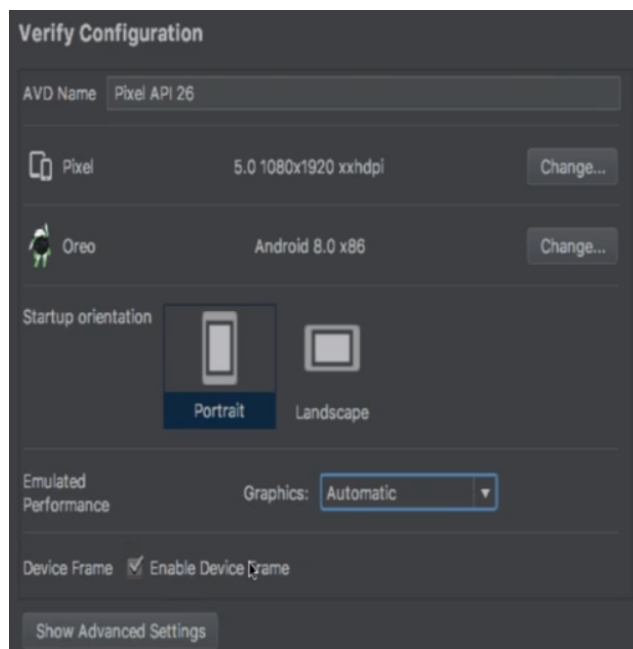 Verify Configuration
AVD Name Pixel API 26
Pixel 5.0 1080x1920 xxhdpi Change...
Oreo Android 8.0 x86 Change...
Startup orientation
Portrait Landscape
Emulated
Performance
Graphics: Automatic
Device Frame Enable Device Frame
Show Advanced Settings